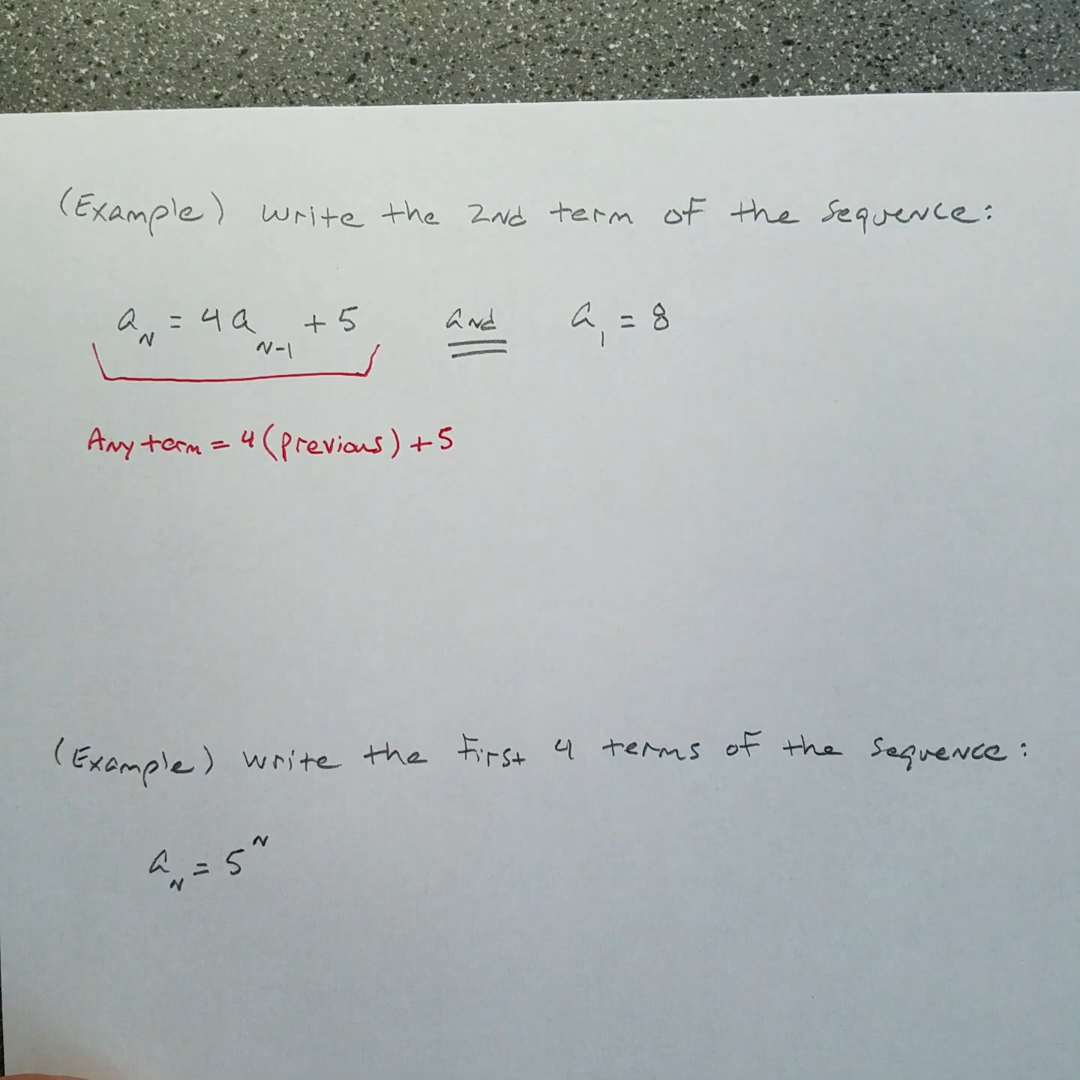 (Example) Write the 2nd term of the sequence:
aₙ = 4aₙ₋₁ + 5 and a₁ = 8
Any term = 4(previous) + 5
(Example) Write the first 4 terms of the sequence:
aₙ = 5ⁿ